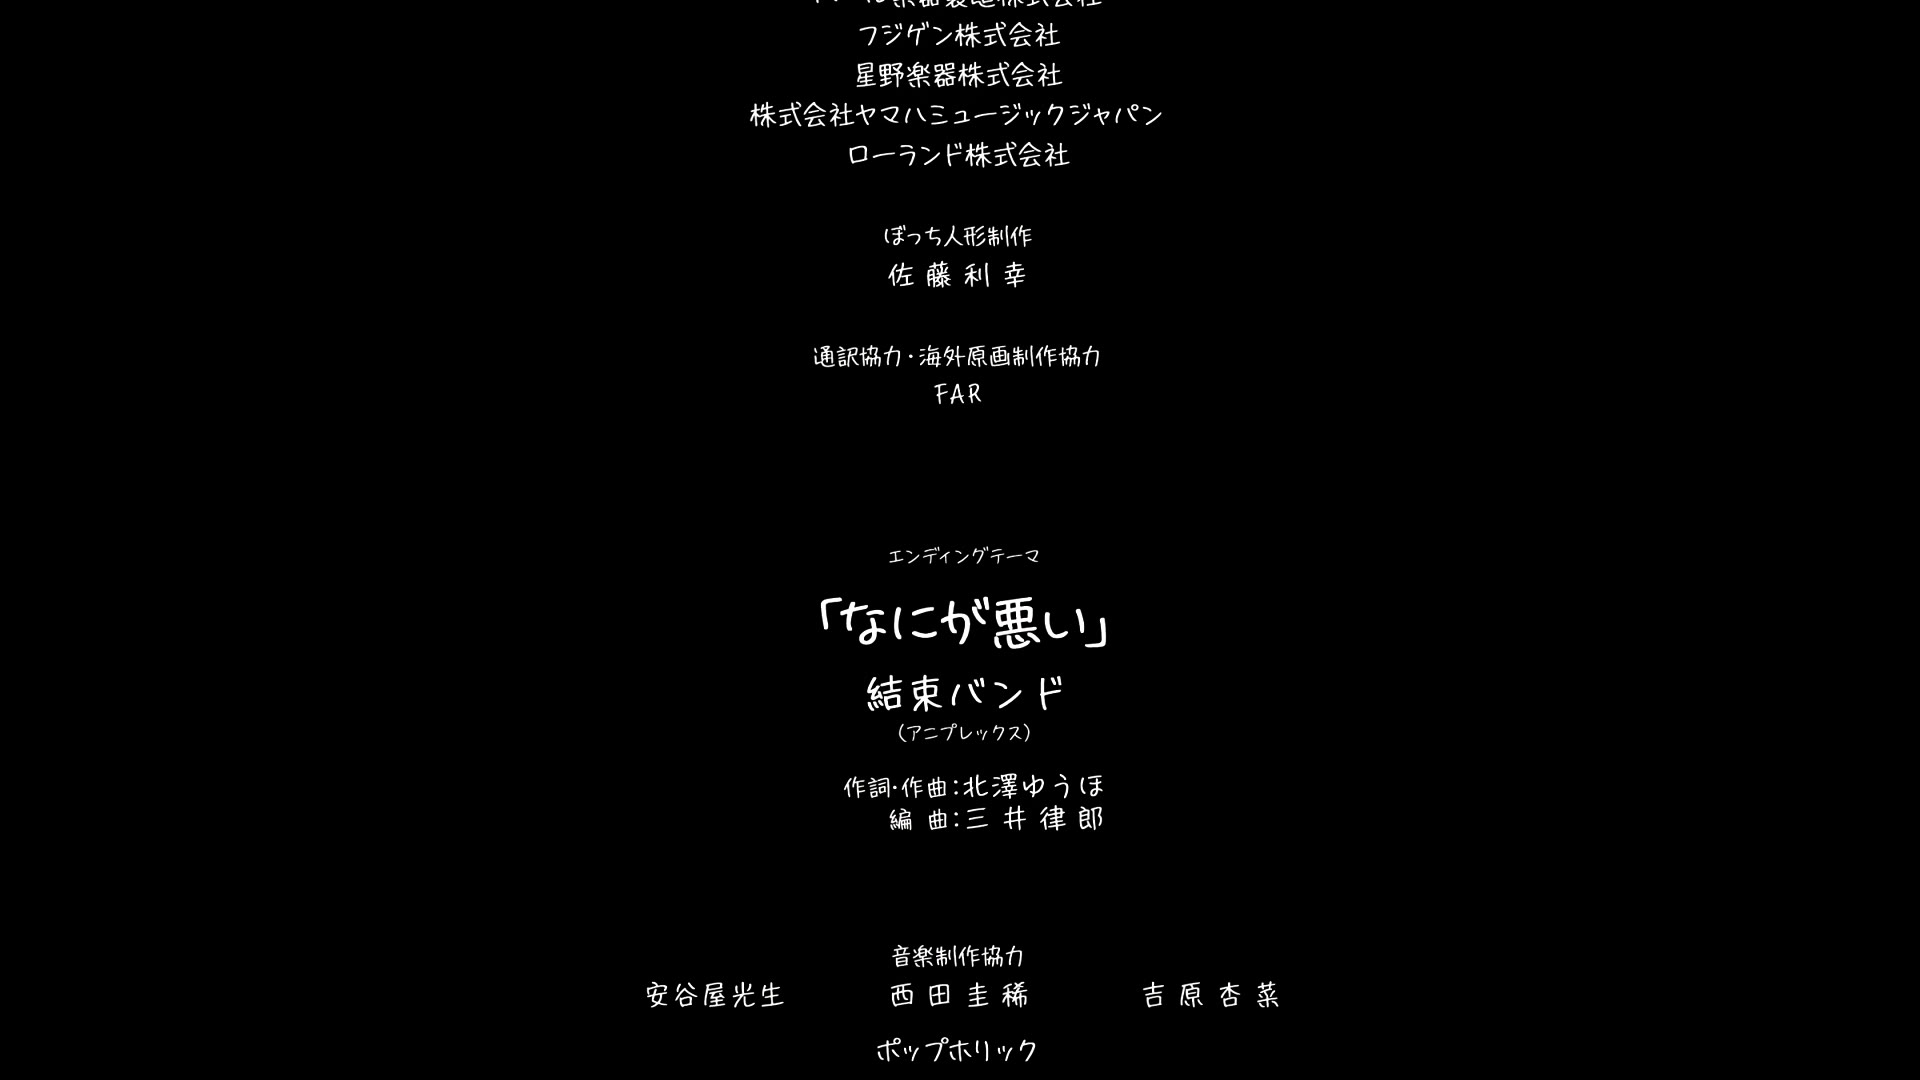 フジゲン株式会社
星野楽器株式会社
株式会社ヤマハミュージックジャパン
ローランド株式会社
ぼっち人形制作
佐藤利幸
通訳協力・海外原画制作協力
FAR
エンディングテーマ
「なにが悪い」
結束バンド
(アニプレックス)
作詞・作曲:北澤ゆうほ
編曲:三井律郎
音楽制作協力
安谷屋光生 西田圭稀 吉原杏菜
ポップホリック